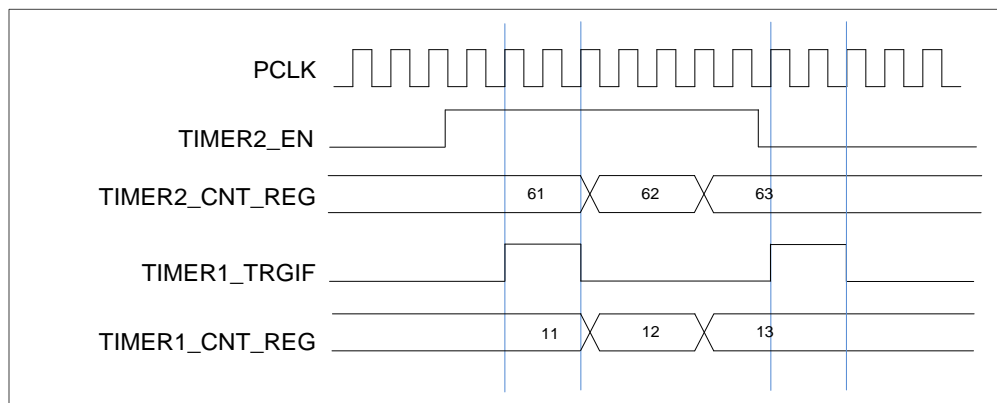 PCLK
TIMER2_EN
TIMER2_CNT_REG 61 62 63
TIMER1_TRGIF
TIMER1_CNT_REG 11 12 13